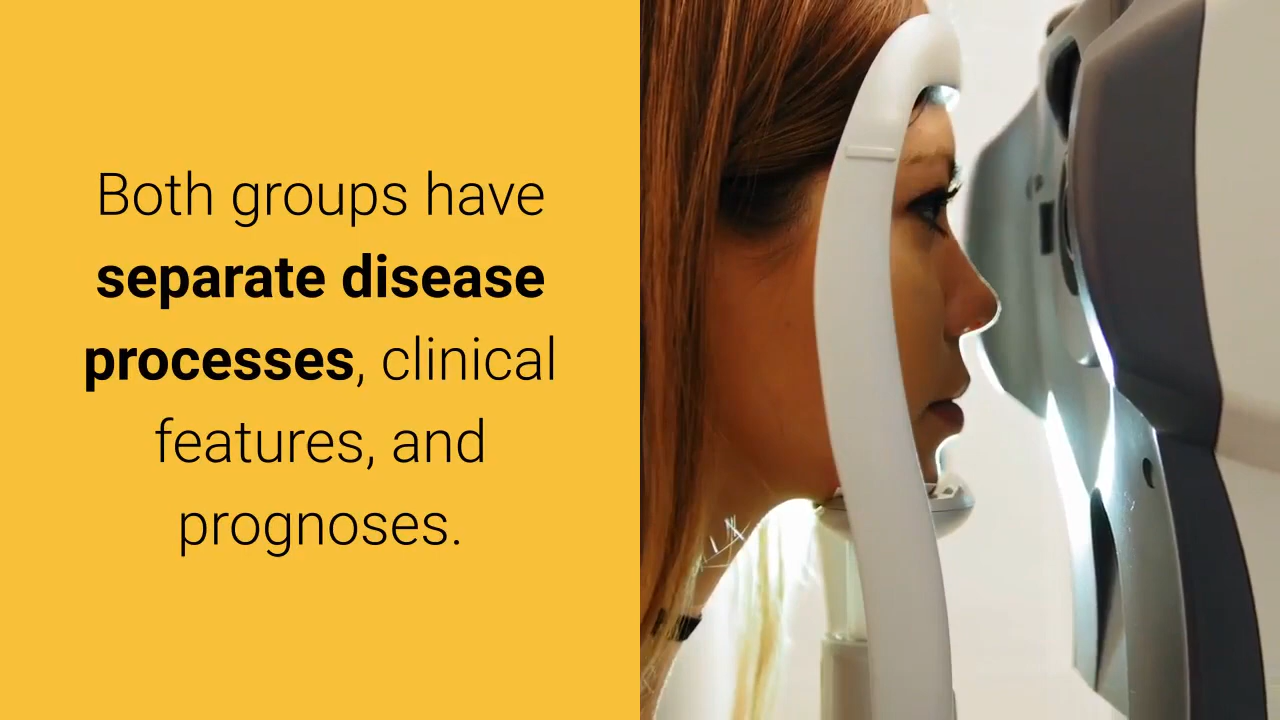 Both groups have
separate disease
processes, clinical
features, and
prognoses.